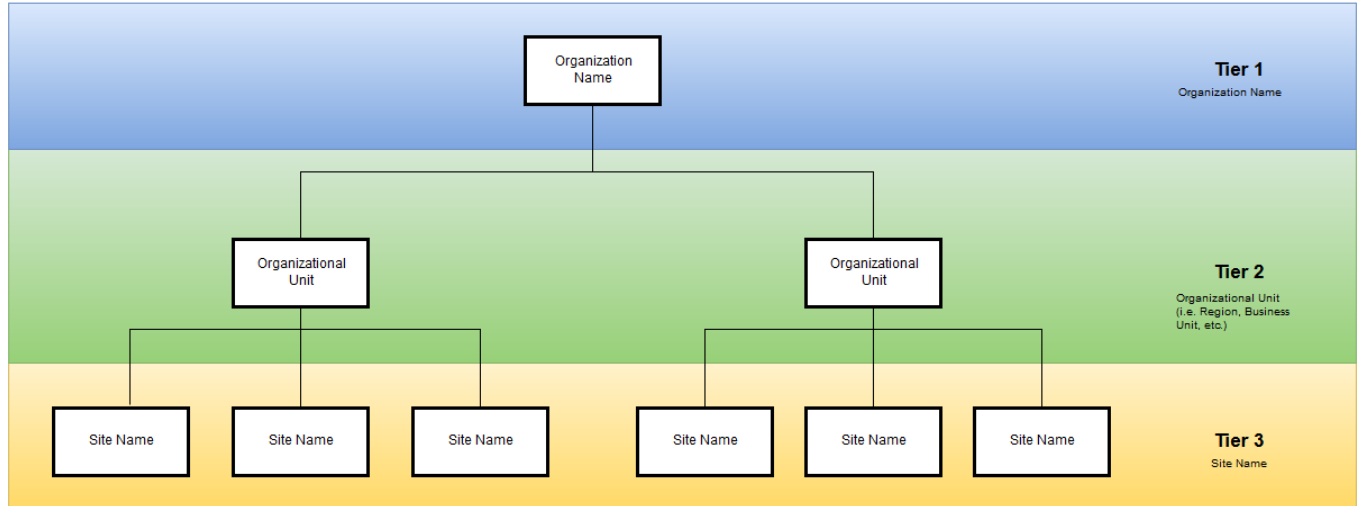 Organization
Name
Tier 1
Organization Name
Organizational
Unit
Organizational
Unit
Tier 2
Organizational Unit
(i.e. Region, Business
Unit, etc.)
Site Name
Site Name
Site Name
Site Name
Site Name
Site Name
Tier 3
Site Name